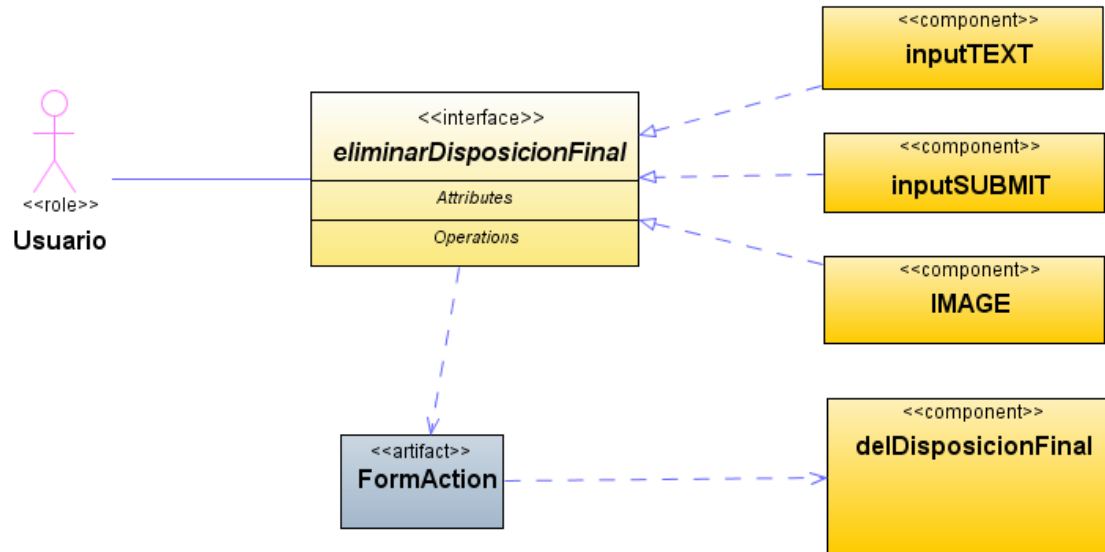 <<component>>
inputTEXT
<<interface>>
eliminarDisposicionFinal
Attributes
Operations
<<role>>
Usuario
<<component>>
inputSUBMIT
<<component>>
IMAGE
<<artifact>>
FormAction
<<component>>
delDisposicionFinal